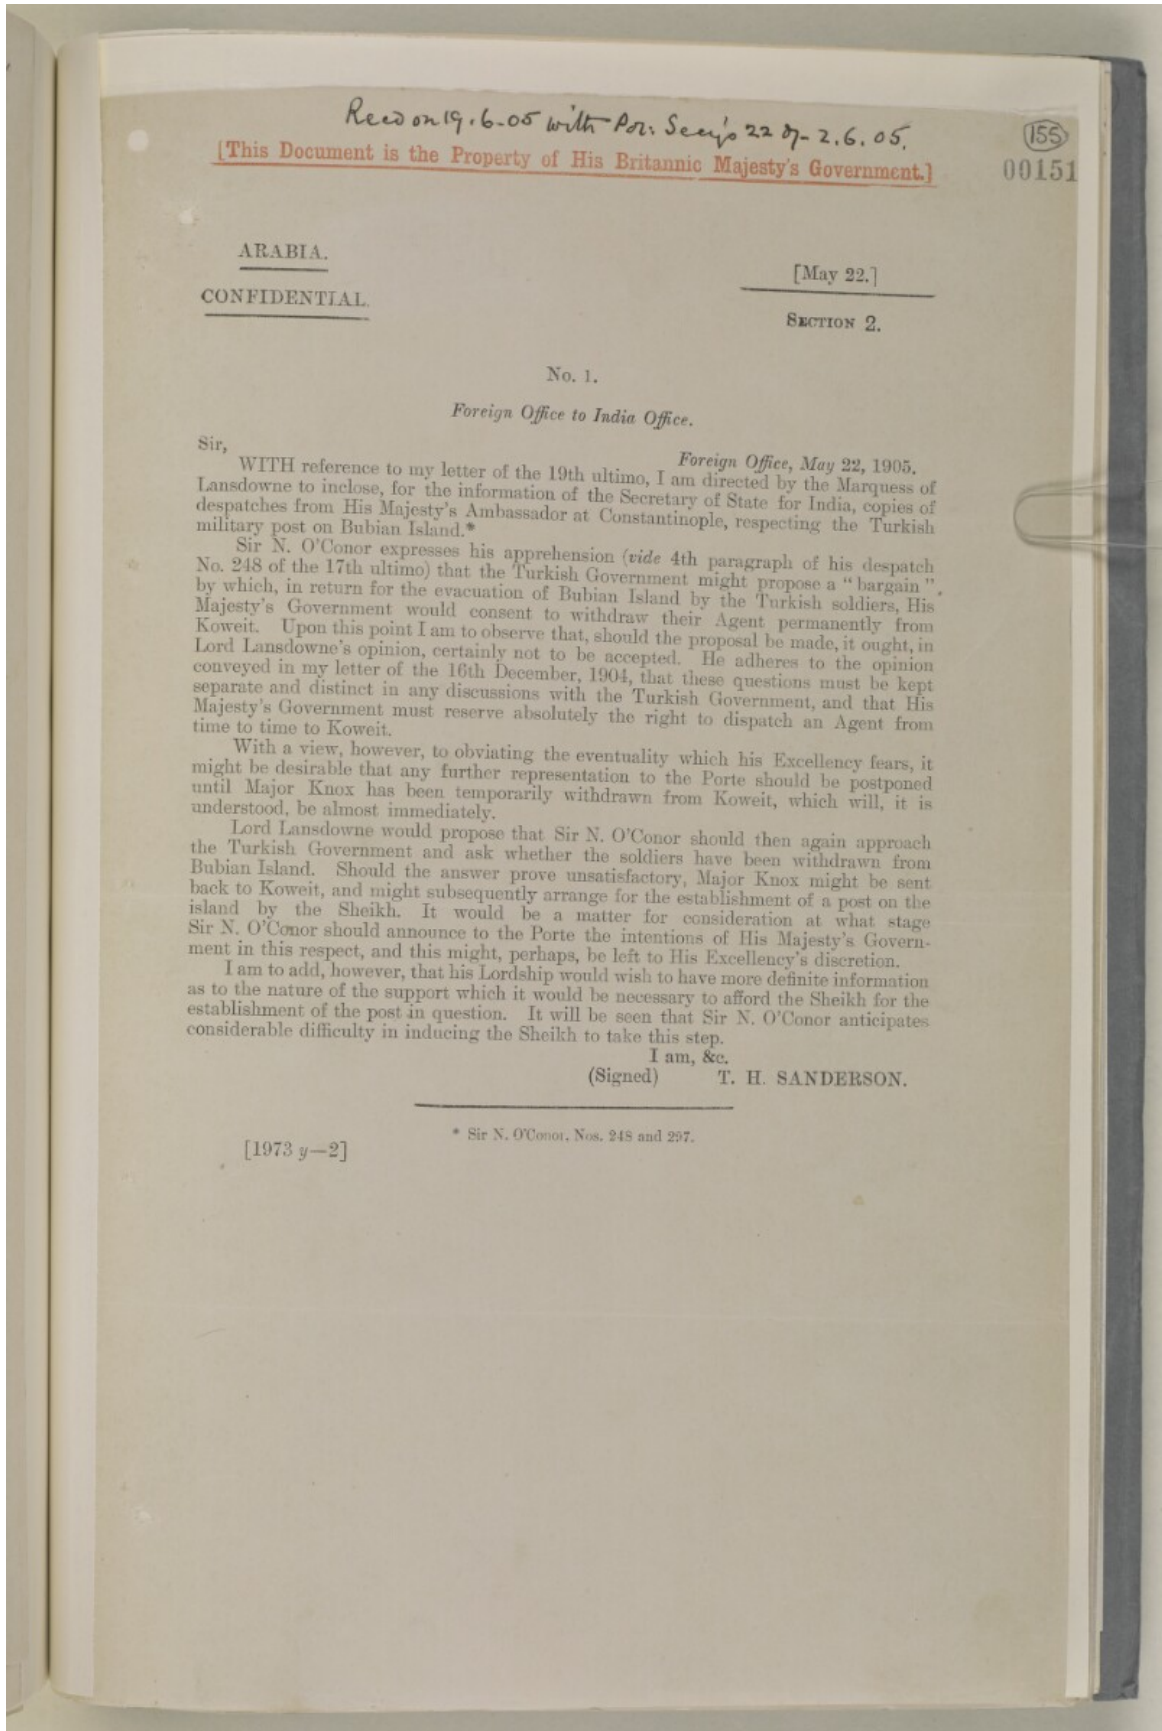 Recd on 19.6-05 with Pol: Secy's 22 of 2.6.05.
[This Document is the Property of His Britannic Majesty's Government.]
155
00151
ARABIA.
CONFIDENTIAL.
[May 22.]
SECTION 2.
No. 1.
Foreign Office to India Office.
Sir,
Foreign Office, May 22, 1905.
WITH reference to my letter of the 19th ultimo, I am directed by the Marquess of
Lansdowne to inclose, for the information of the Secretary of State for India, copies of
despatches from His Majesty's Ambassador at Constantinople, respecting the Turkish
military post on Bubian Island.*
Sir N. O'Conor expresses his apprehension (vide 4th paragraph of his despatch
No. 248 of the 17th ultimo) that the Turkish Government might propose a "bargain"
by which, in return for the evacuation of Bubian Island by the Turkish soldiers, His
Majesty's Government would consent to withdraw their Agent permanently from
Koweit. Upon this point I am to observe that, should the proposal be made, it ought, in
Lord Lansdowne's opinion, certainly not to be accepted. He adheres to the opinion
conveyed in my letter of the 16th December, 1904, that these questions must be kept
separate and distinct in any discussions with the Turkish Government, and that His
Majesty's Government must reserve absolutely the right to dispatch an Agent from
time to time to Koweit.
With a view, however, to obviating the eventuality which his Excellency fears, it
might be desirable that any further representation to the Porte should be postponed
until Major Knox has been temporarily withdrawn from Koweit, which will, it is
understood, be almost immediately.
Lord Lansdowne would propose that Sir N. O'Conor should then again approach
the Turkish Government and ask whether the soldiers have been withdrawn from
Bubian Island. Should the answer prove unsatisfactory, Major Knox might be sent
back to Koweit, and might subsequently arrange for the establishment of a post on the
island by the Sheikh. It would be a matter for consideration at what stage
Sir N. O'Conor should announce to the Porte the intentions of His Majesty's Govern-
ment in this respect, and this might, perhaps, be left to His Excellency's discretion.
I am to add, however, that his Lordship would wish to have more definite information
as to the nature of the support which it would be necessary to afford the Sheikh for the
establishment of the post in question. It will be seen that Sir N. O'Conor anticipates
considerable difficulty in inducing the Sheikh to take this step.
I am, &c.
(Signed) T. H. SANDERSON.
* Sir N. O'Conor, Nos. 248 and 297.
[1973 y—2]